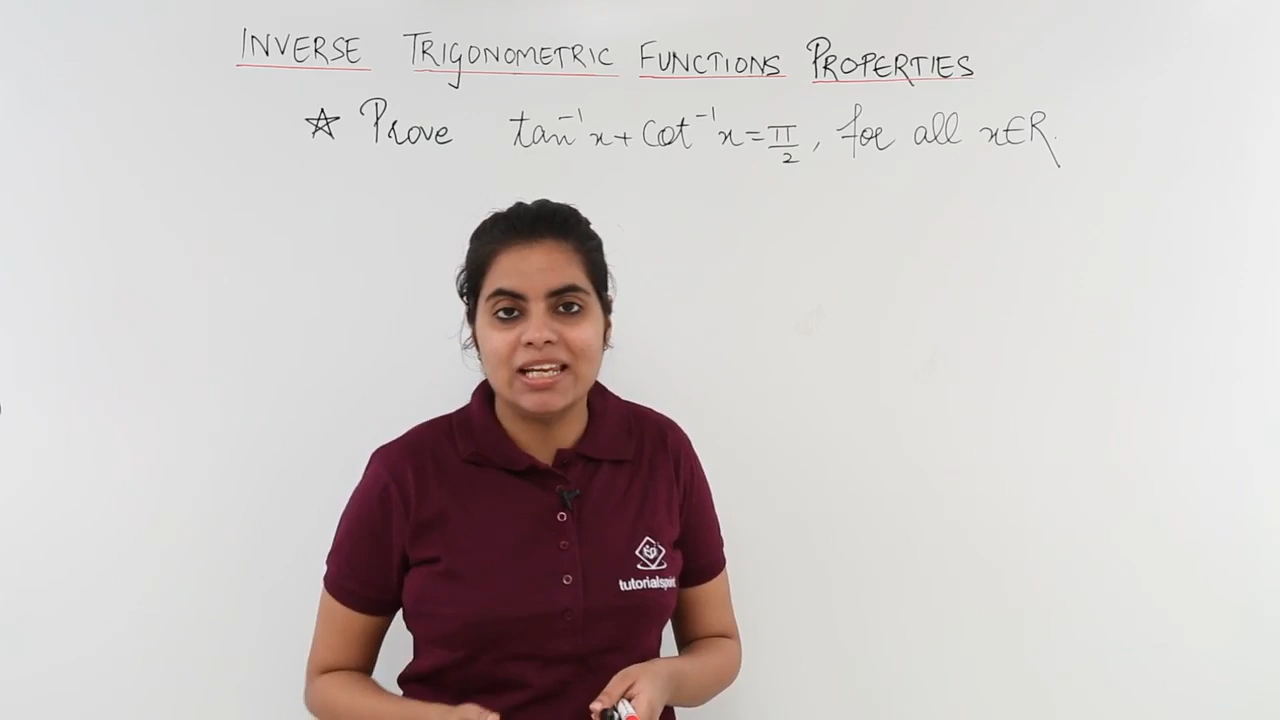 INVERSE TRIGONOMETRIC FUNCTIONS PROPERTIES
☆ Prove tan⁻¹x + cot⁻¹x = π/2, for all x∈R.
tutorialspoint